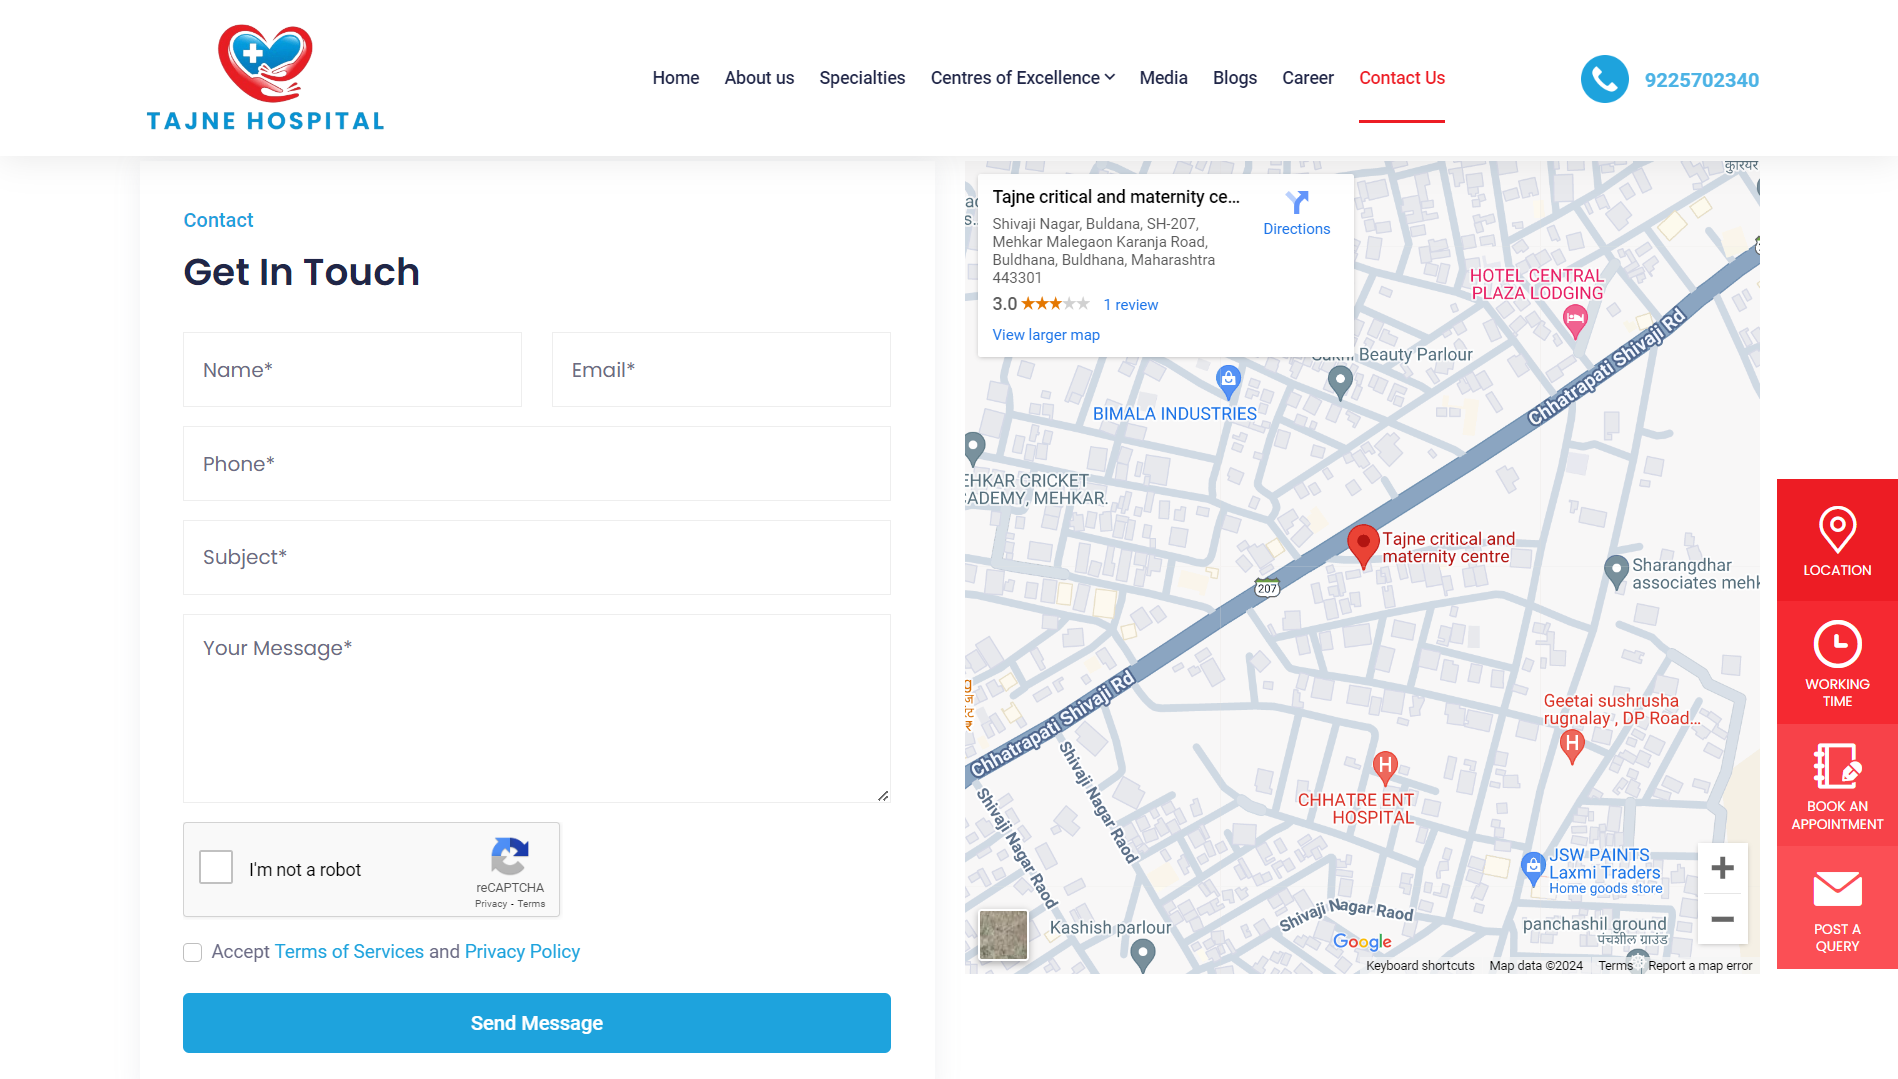 TAJNE HOSPITAL
Home
About us
Specialties
Centres of Excellence
Media
Blogs
Career
Contact Us
9225702340
Contact
Get In Touch
Name*
Email*
Phone*
Subject*
Your Message*
I'm not a robot
reCAPTCHA
Privacy - Terms
Accept Terms of Services and Privacy Policy
Send Message
Tajne critical and maternity ce...
Shivaji Nagar, Buldana, SH-207,
Mehkar Malegaon Karanja Road,
Buldhana, Buldhana, Maharashtra
443301
3.0
1 review
View larger map
Directions
कुरियर
HOTEL CENTRAL
PLAZA LODGING
Chhatrapati Shivaji Rd
Beauty Parlour
BIMALA INDUSTRIES
EHKAR CRICKET
CADEMY, MEHKAR.
Tajne critical and
maternity centre
207
Sharangdhar
associates mehk
Chhatrapati Shivaji Rd
Geetai sushrusha
rugnalay , DP Road...
Shivaji Nagar Raod
Shivaji Nagar Raod
CHHATRE ENT
HOSPITAL
JSW PAINTS
Laxmi Traders
Home goods store
Shivaji Nagar Raod
Kashish parlour
panchashil ground
पंचशील ग्राउंड
Google
Keyboard shortcuts
Map data ©2024
Terms
Report a map error
LOCATION
WORKING
TIME
BOOK AN
APPOINTMENT
POST A
QUERY